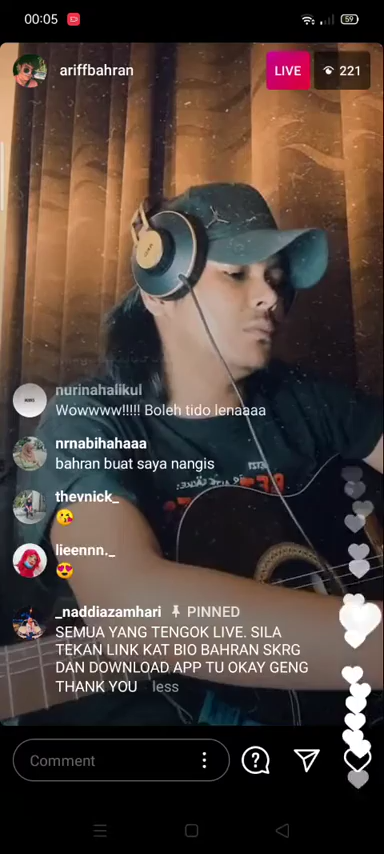 00:05
59
ariffbahran
LIVE
221
nurinahalikul
Wowwww!!!!! Boleh tido lenaaaa
nrnabihahaaa
bahran buat saya nangis
thevnick_
😘
lieennn._
😍
_naddiazamhari PINNED
SEMUA YANG TENGOK LIVE. SILA
TEKAN LINK KAT BIO BAHRAN SKRG
DAN DOWNLOAD APP TU OKAY GENG
THANK YOU less
Comment